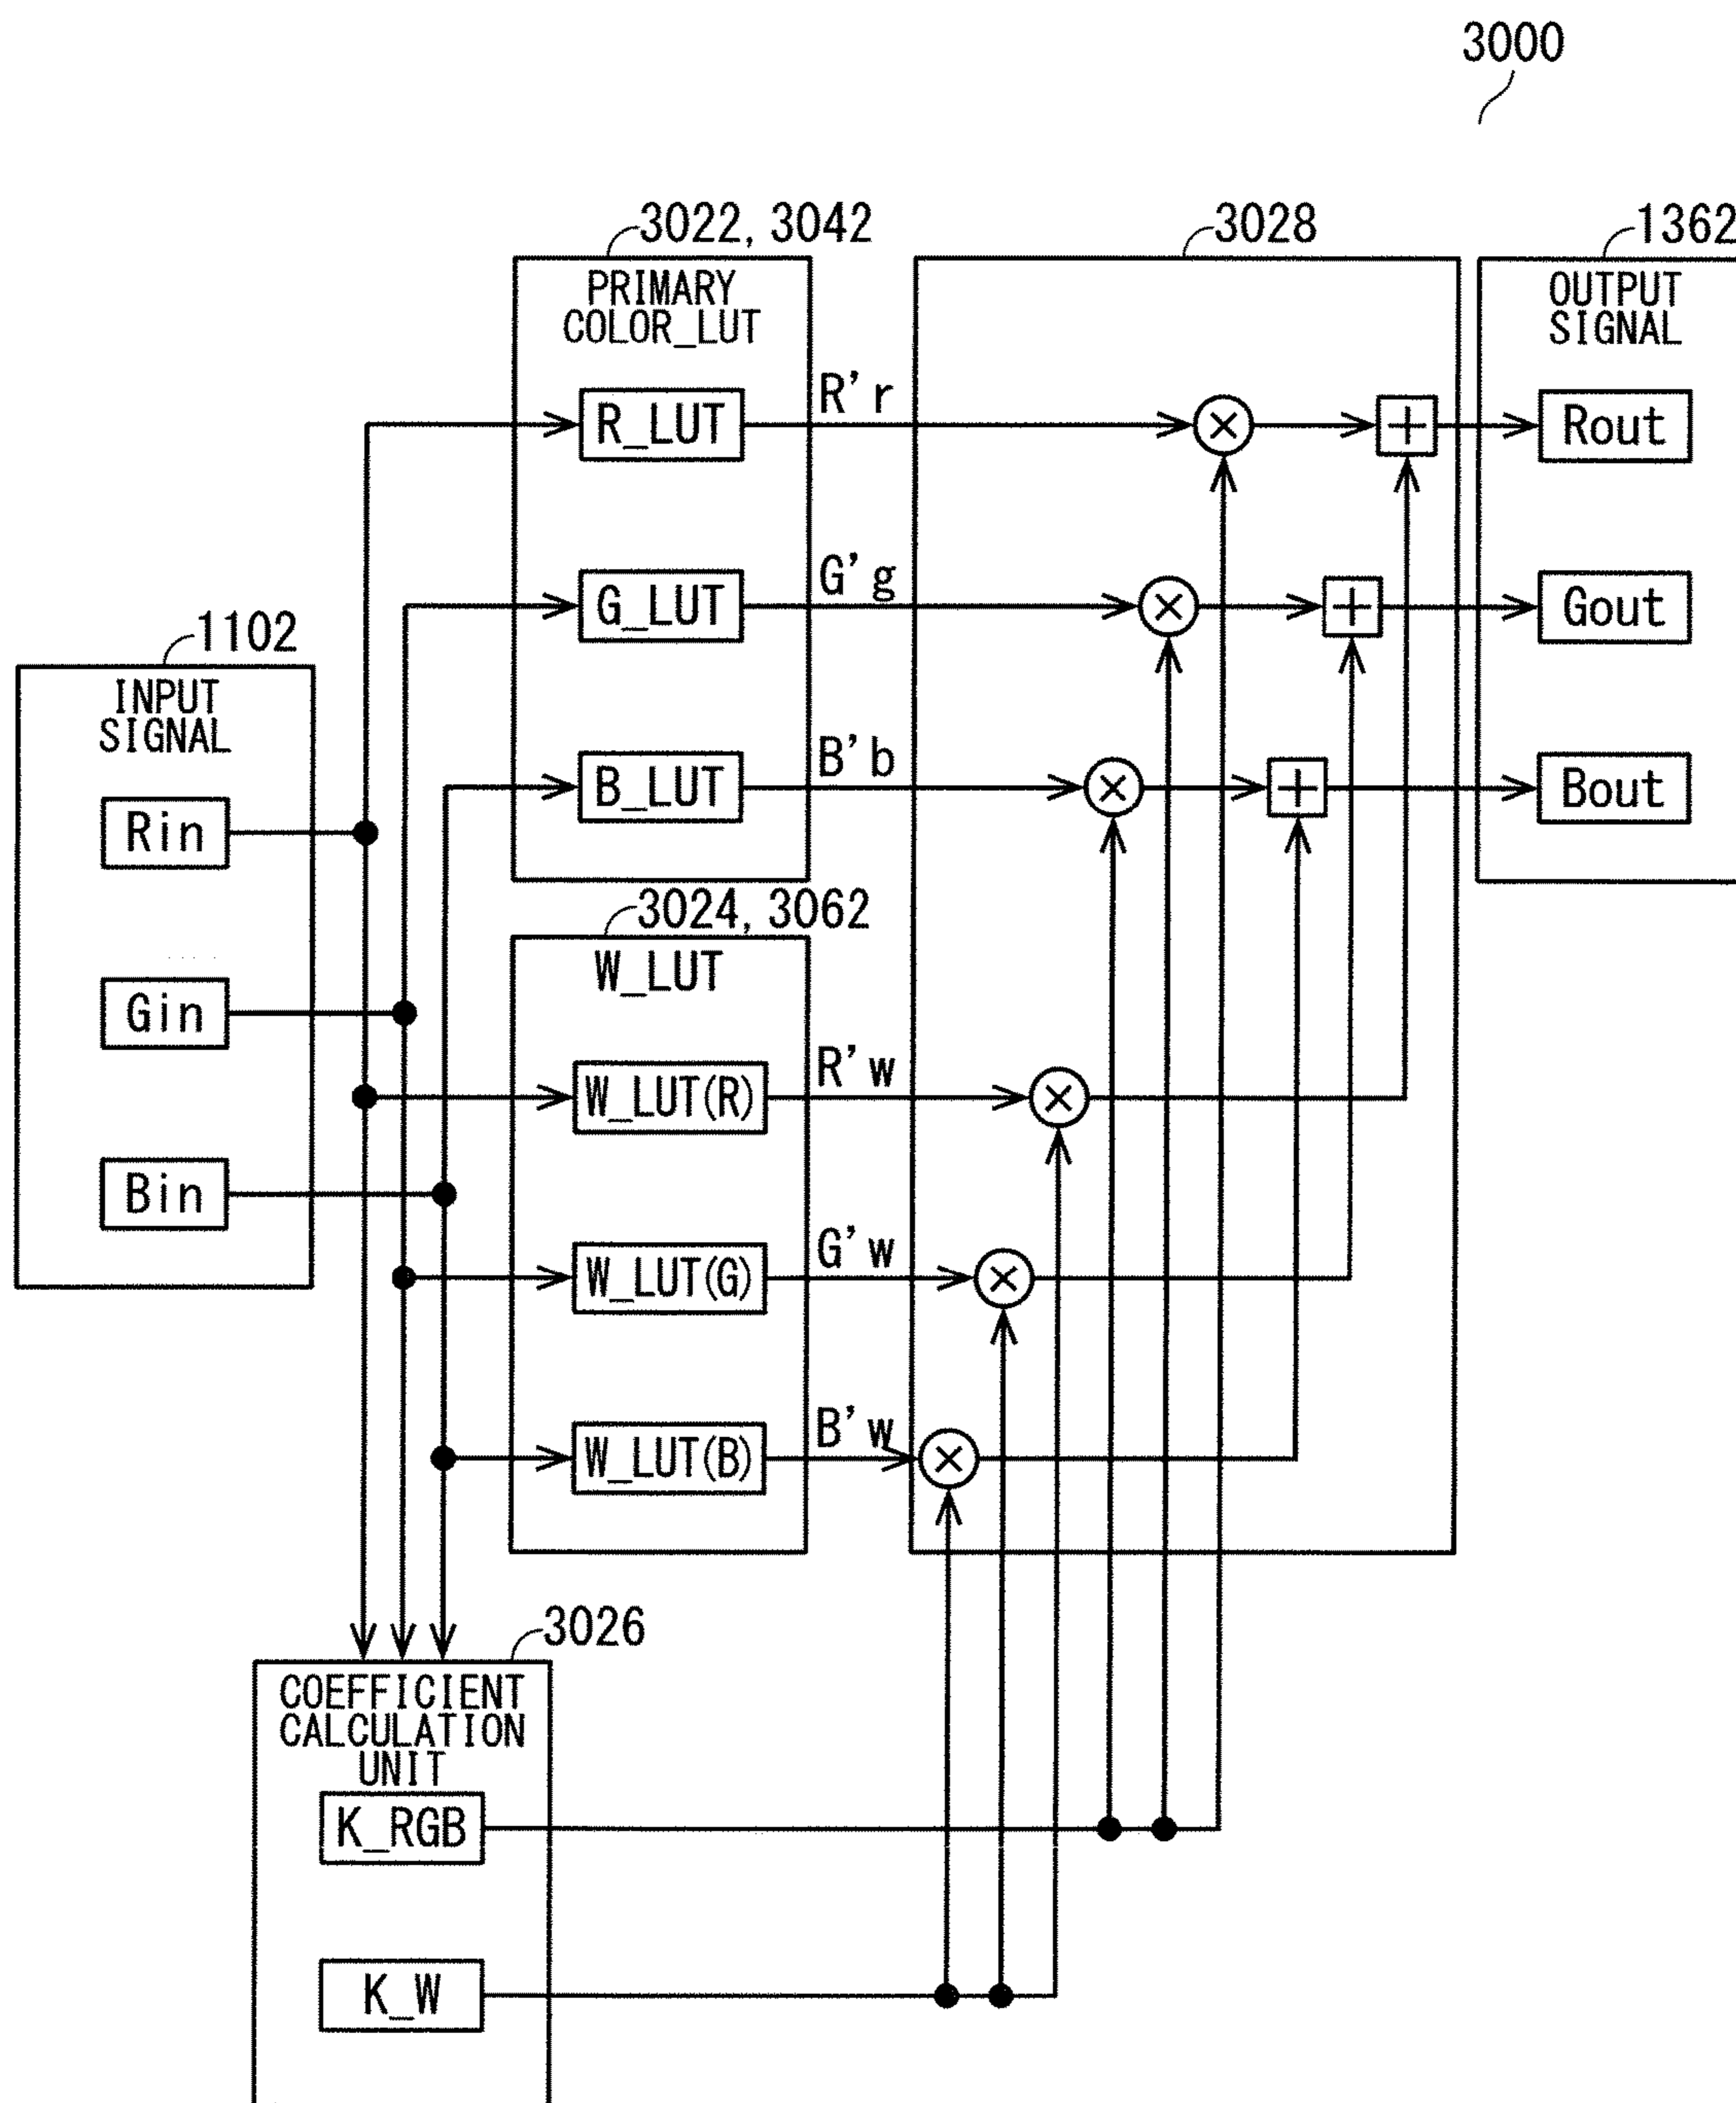 3000
3022, 3042
3028
1362
PRIMARY
COLOR_LUT
OUTPUT
SIGNAL
R_LUT
R'r
Rout
G_LUT
G'g
Gout
1102
INPUT
SIGNAL
B_LUT
B'b
Bout
Rin
3024, 3062
W_LUT
Gin
W_LUT(R)
R'w
Bin
W_LUT(G)
G'w
W_LUT(B)
B'w
3026
COEFFICIENT
CALCULATION
UNIT
K_RGB
K_W